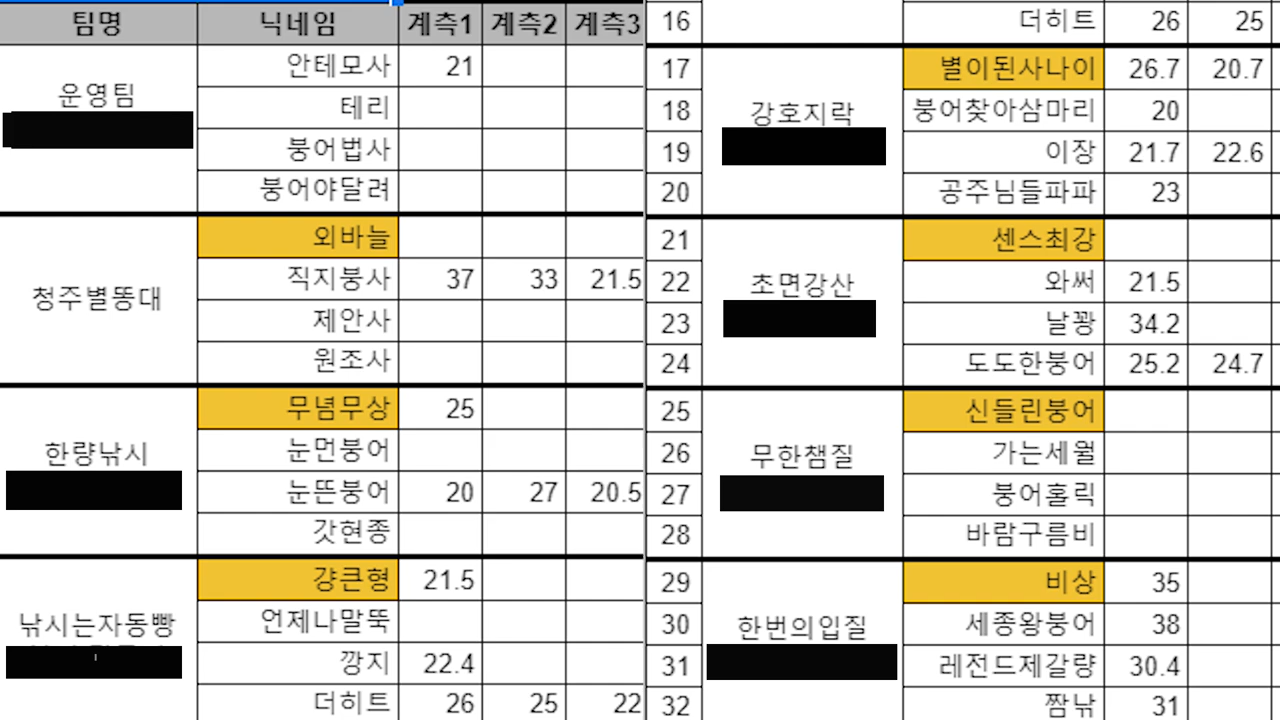 팀명 닉네임 계측1 계측2 계측3
운영팀
안테모사 21
테리
붕어법사
붕어야달려
청주별똥대
외바늘
직지붕사 37 33 21.5
제안사
원조사
한량낚시
무념무상 25
눈먼붕어
눈뜬붕어 20 27 20.5
갓현종
낚시는자동빵
걍큰형 21.5
언제나말뚝
깡지 22.4
더히트 26 25 22
16 더히트 26 25
강호지락
17 별이된사나이 26.7 20.7
18 붕어찾아삼마리 20
19 이장 21.7 22.6
20 공주님들파파 23
초면강산
21 센스최강
22 와써 21.5
23 날꽝 34.2
24 도도한붕어 25.2 24.7
무한챔질
25 신들린붕어
26 가는세월
27 붕어홀릭
28 바람구름비
한번의입질
29 비상 35
30 세종왕붕어 38
31 레전드제갈량 30.4
32 짬낚 31